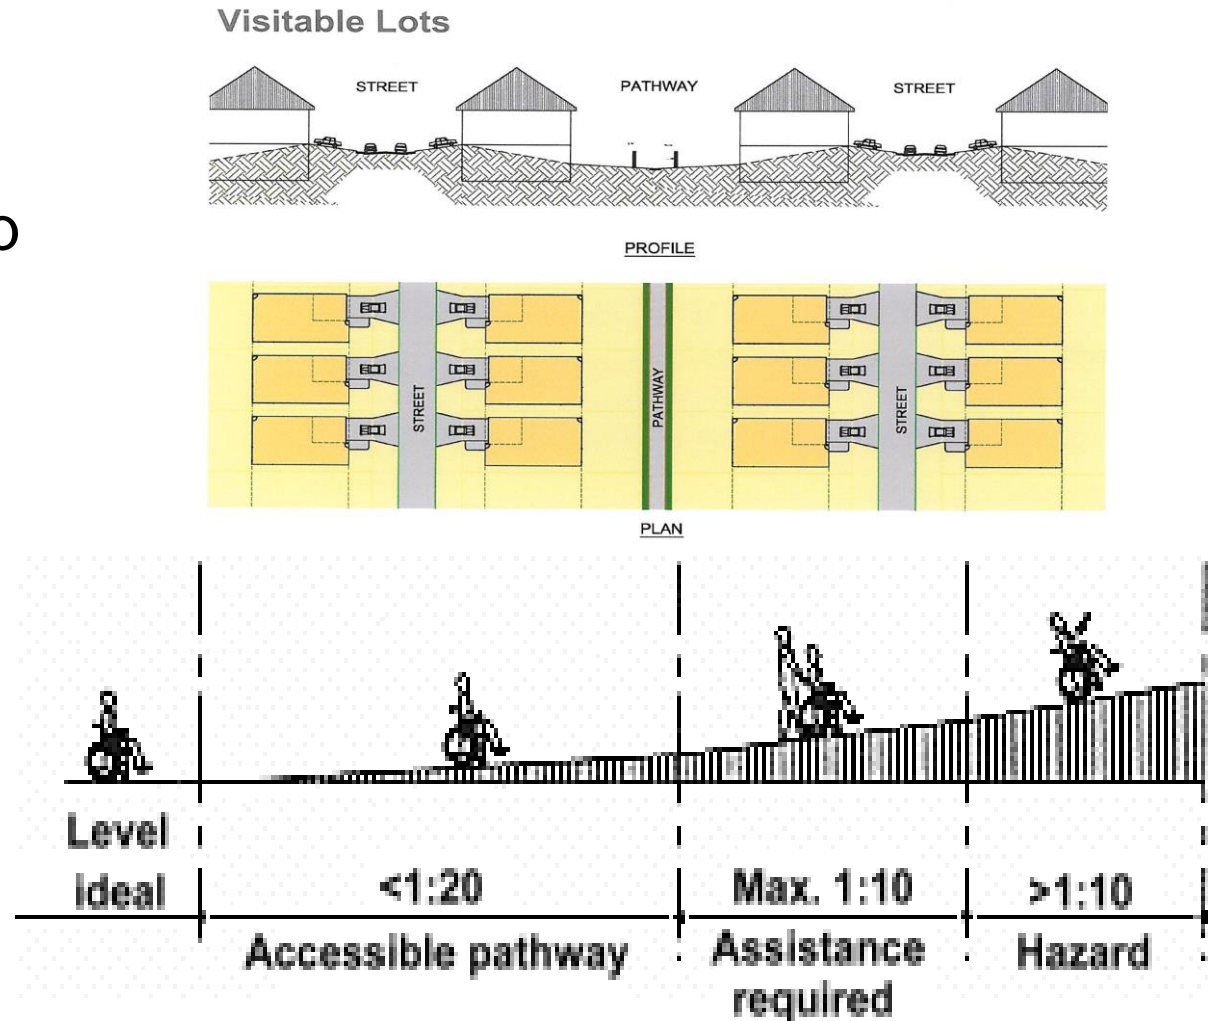 Visitable Lots
STREET
PATHWAY
STREET
o
PROFILE
STREET
PATHWAY
STREET
PLAN
Level
ideal
<1:20
Max. 1:10
>1:10
Accessible pathway
Assistance
required
Hazard